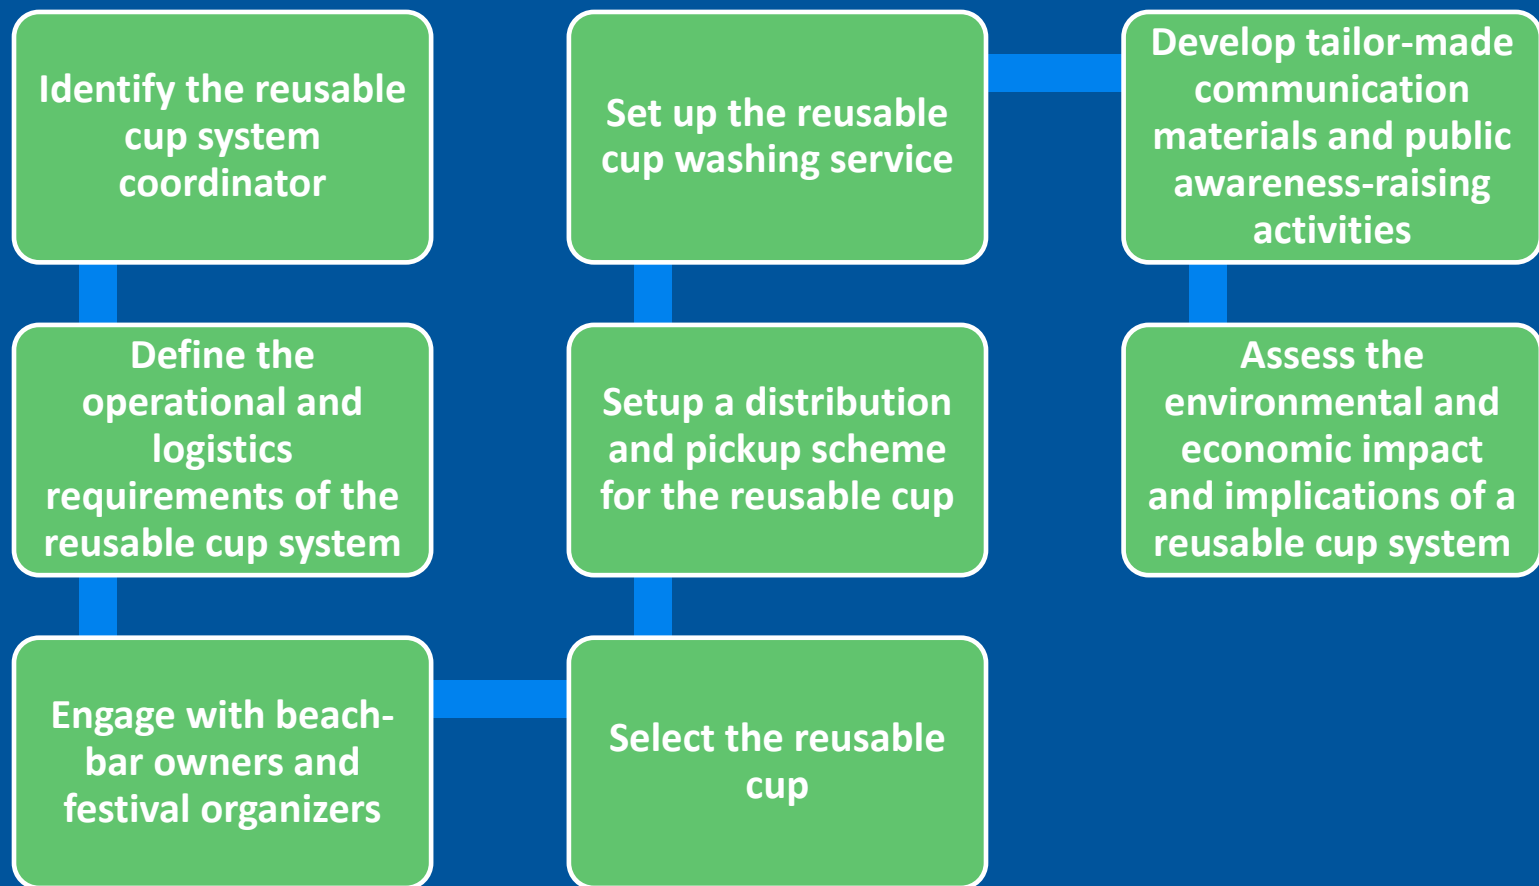 Identify the reusable
cup system
coordinator
Define the
operational and
logistics
requirements of the
reusable cup system
Engage with beach-
bar owners and
festival organizers
Select the reusable
cup
Setup a distribution
and pickup scheme
for the reusable cup
Set up the reusable
cup washing service
Develop tailor-made
communication
materials and public
awareness-raising
activities
Assess the
environmental and
economic impact
and implications of a
reusable cup system